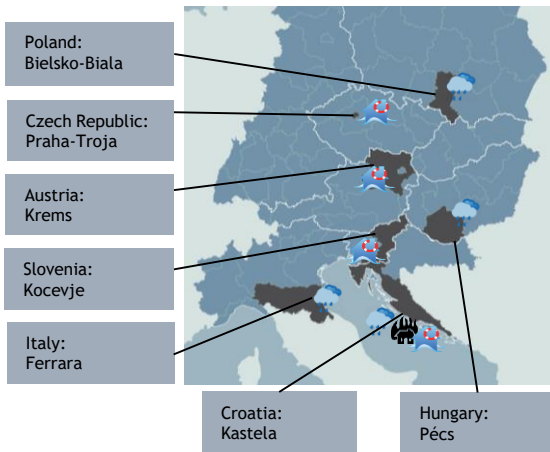 Poland:
Bielsko-Biala
Czech Republic:
Praha-Troja
Austria:
Krems
Slovenia:
Kocevje
Italy:
Ferrara
Croatia:
Kastela
Hungary:
Pécs